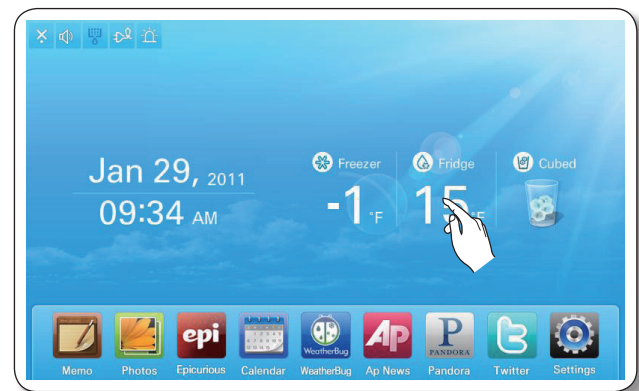 Freezer Fridge Cubed
Jan 29, 2011
-1 °F 15 °F
09:34 AM
epi
WeatherBug AP P
PANDORA
Memo Photos Epicurious Calendar WeatherBug Ap News Pandora Twitter Settings